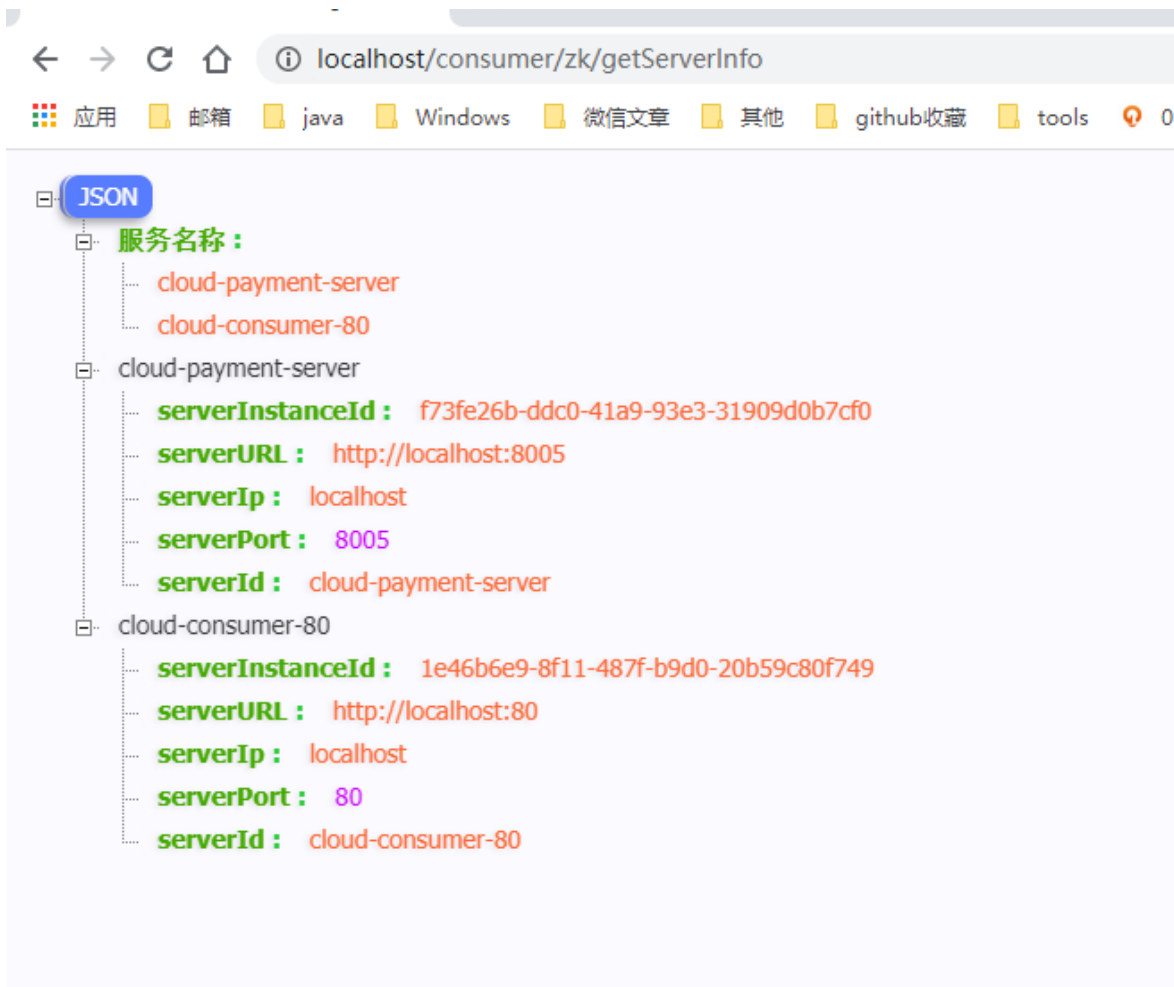 localhost/consumer/zk/getServerInfo
应用 邮箱 java Windows 微信文章 其他 github收藏 tools 0
JSON
服务名称：
cloud-payment-server
cloud-consumer-80
cloud-payment-server
serverInstanceId : f73fe26b-ddc0-41a9-93e3-31909d0b7cf0
serverURL : http://localhost:8005
serverIp : localhost
serverPort : 8005
serverId : cloud-payment-server
cloud-consumer-80
serverInstanceId : 1e46b6e9-8f11-487f-b9d0-20b59c80f749
serverURL : http://localhost:80
serverIp : localhost
serverPort : 80
serverId : cloud-consumer-80